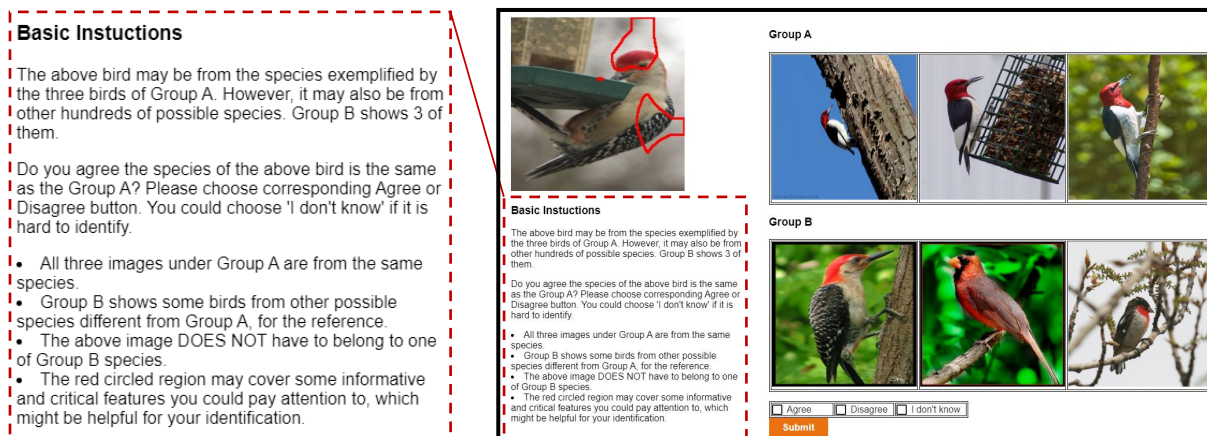 Basic Instuctions
The above bird may be from the species exemplified by
the three birds of Group A. However, it may also be from
other hundreds of possible species. Group B shows 3 of
them.
Do you agree the species of the above bird is the same
as the Group A? Please choose corresponding Agree or
Disagree button. You could choose 'I don't know' if it is
hard to identify.
• All three images under Group A are from the same
species.
• Group B shows some birds from other possible
species different from Group A, for the reference.
• The above image DOES NOT have to belong to one
of Group B species.
• The red circled region may cover some informative
and critical features you could pay attention to, which
might be helpful for your identification.
Basic Instuctions
The above bird may be from the species exemplified by
the three birds of Group A. However, it may also be from
other hundreds of possible species. Group B shows 3 of
them.
Do you agree the species of the above bird is the same
as the Group A? Please choose corresponding Agree or
Disagree button. You could choose 'I don't know' if it is
hard to identify.
• All three images under Group A are from the same
species.
• Group B shows some birds from other possible
species different from Group A, for the reference.
• The above image DOES NOT have to belong to one
of Group B species.
• The red circled region may cover some informative
and critical features you could pay attention to, which
might be helpful for your identification.
Group A
Group B
Agree Disagree I don't know
Submit